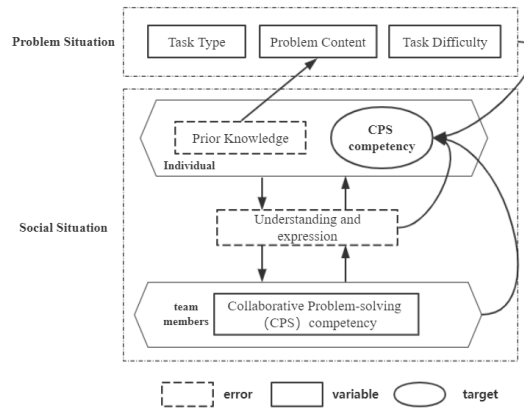 Problem Situation
Task Type
Problem Content
Task Difficulty
Prior Knowledge
CPS
competency
Individual
Understanding and
expression
Social Situation
team
members
Collaborative Problem-solving
(CPS) competency
error
variable
target